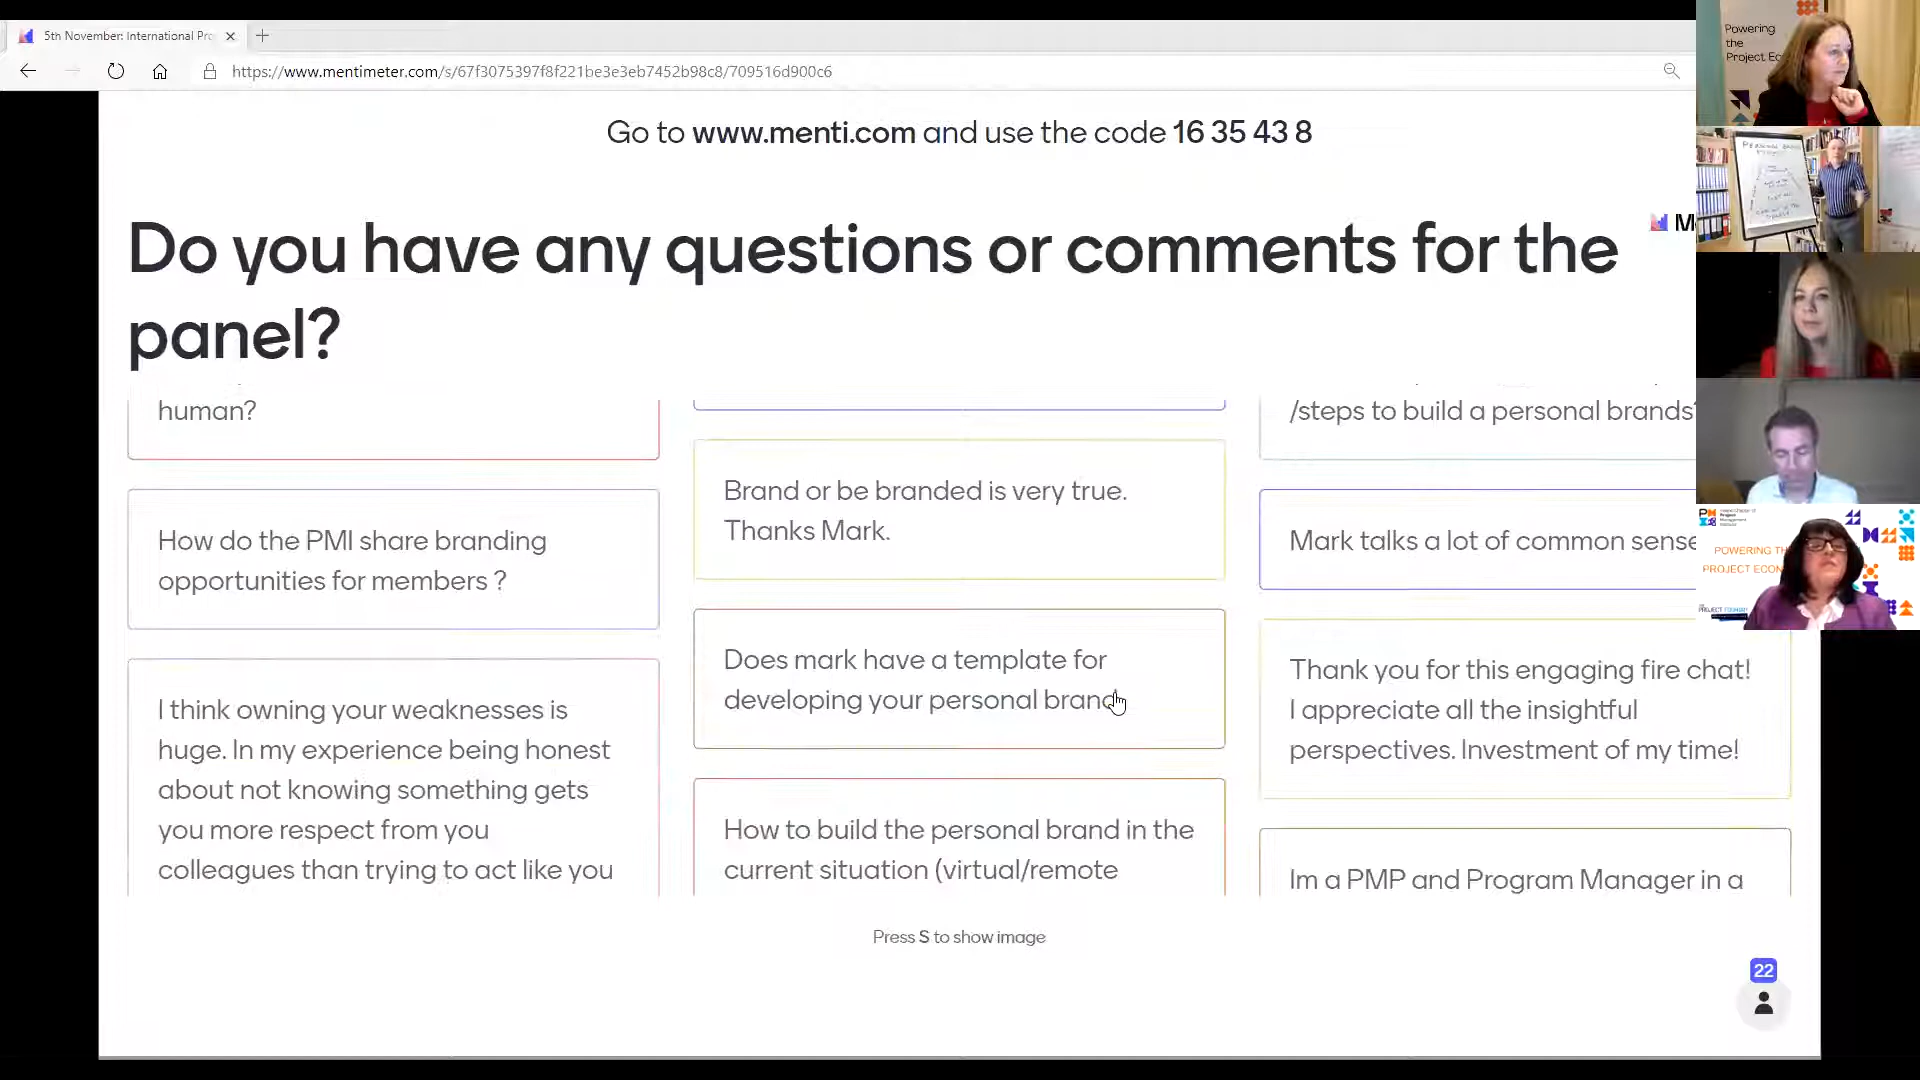 5th November: International Pro
https://www.mentimeter.com/s/67f3075397f8f221be3e3eb7452b98c8/709516d900c6
Go to www.menti.com and use the code 16 35 43 8
Do you have any questions or comments for the
panel?
M
human?
How do the PMI share branding
opportunities for members ?
I think owning your weaknesses is
huge. In my experience being honest
about not knowing something gets
you more respect from you
colleagues than trying to act like you
Brand or be branded is very true.
Thanks Mark.
Does mark have a template for
developing your personal brand
How to build the personal brand in the
current situation (virtual/remote
/steps to build a personal brands?
Mark talks a lot of common sense
Thank you for this engaging fire chat!
I appreciate all the insightful
perspectives. Investment of my time!
Im a PMP and Program Manager in a
Press S to show image
22
Powering
the
Project Ec
PERSONAL BRAND
POWERING TH
PROJECT ECON